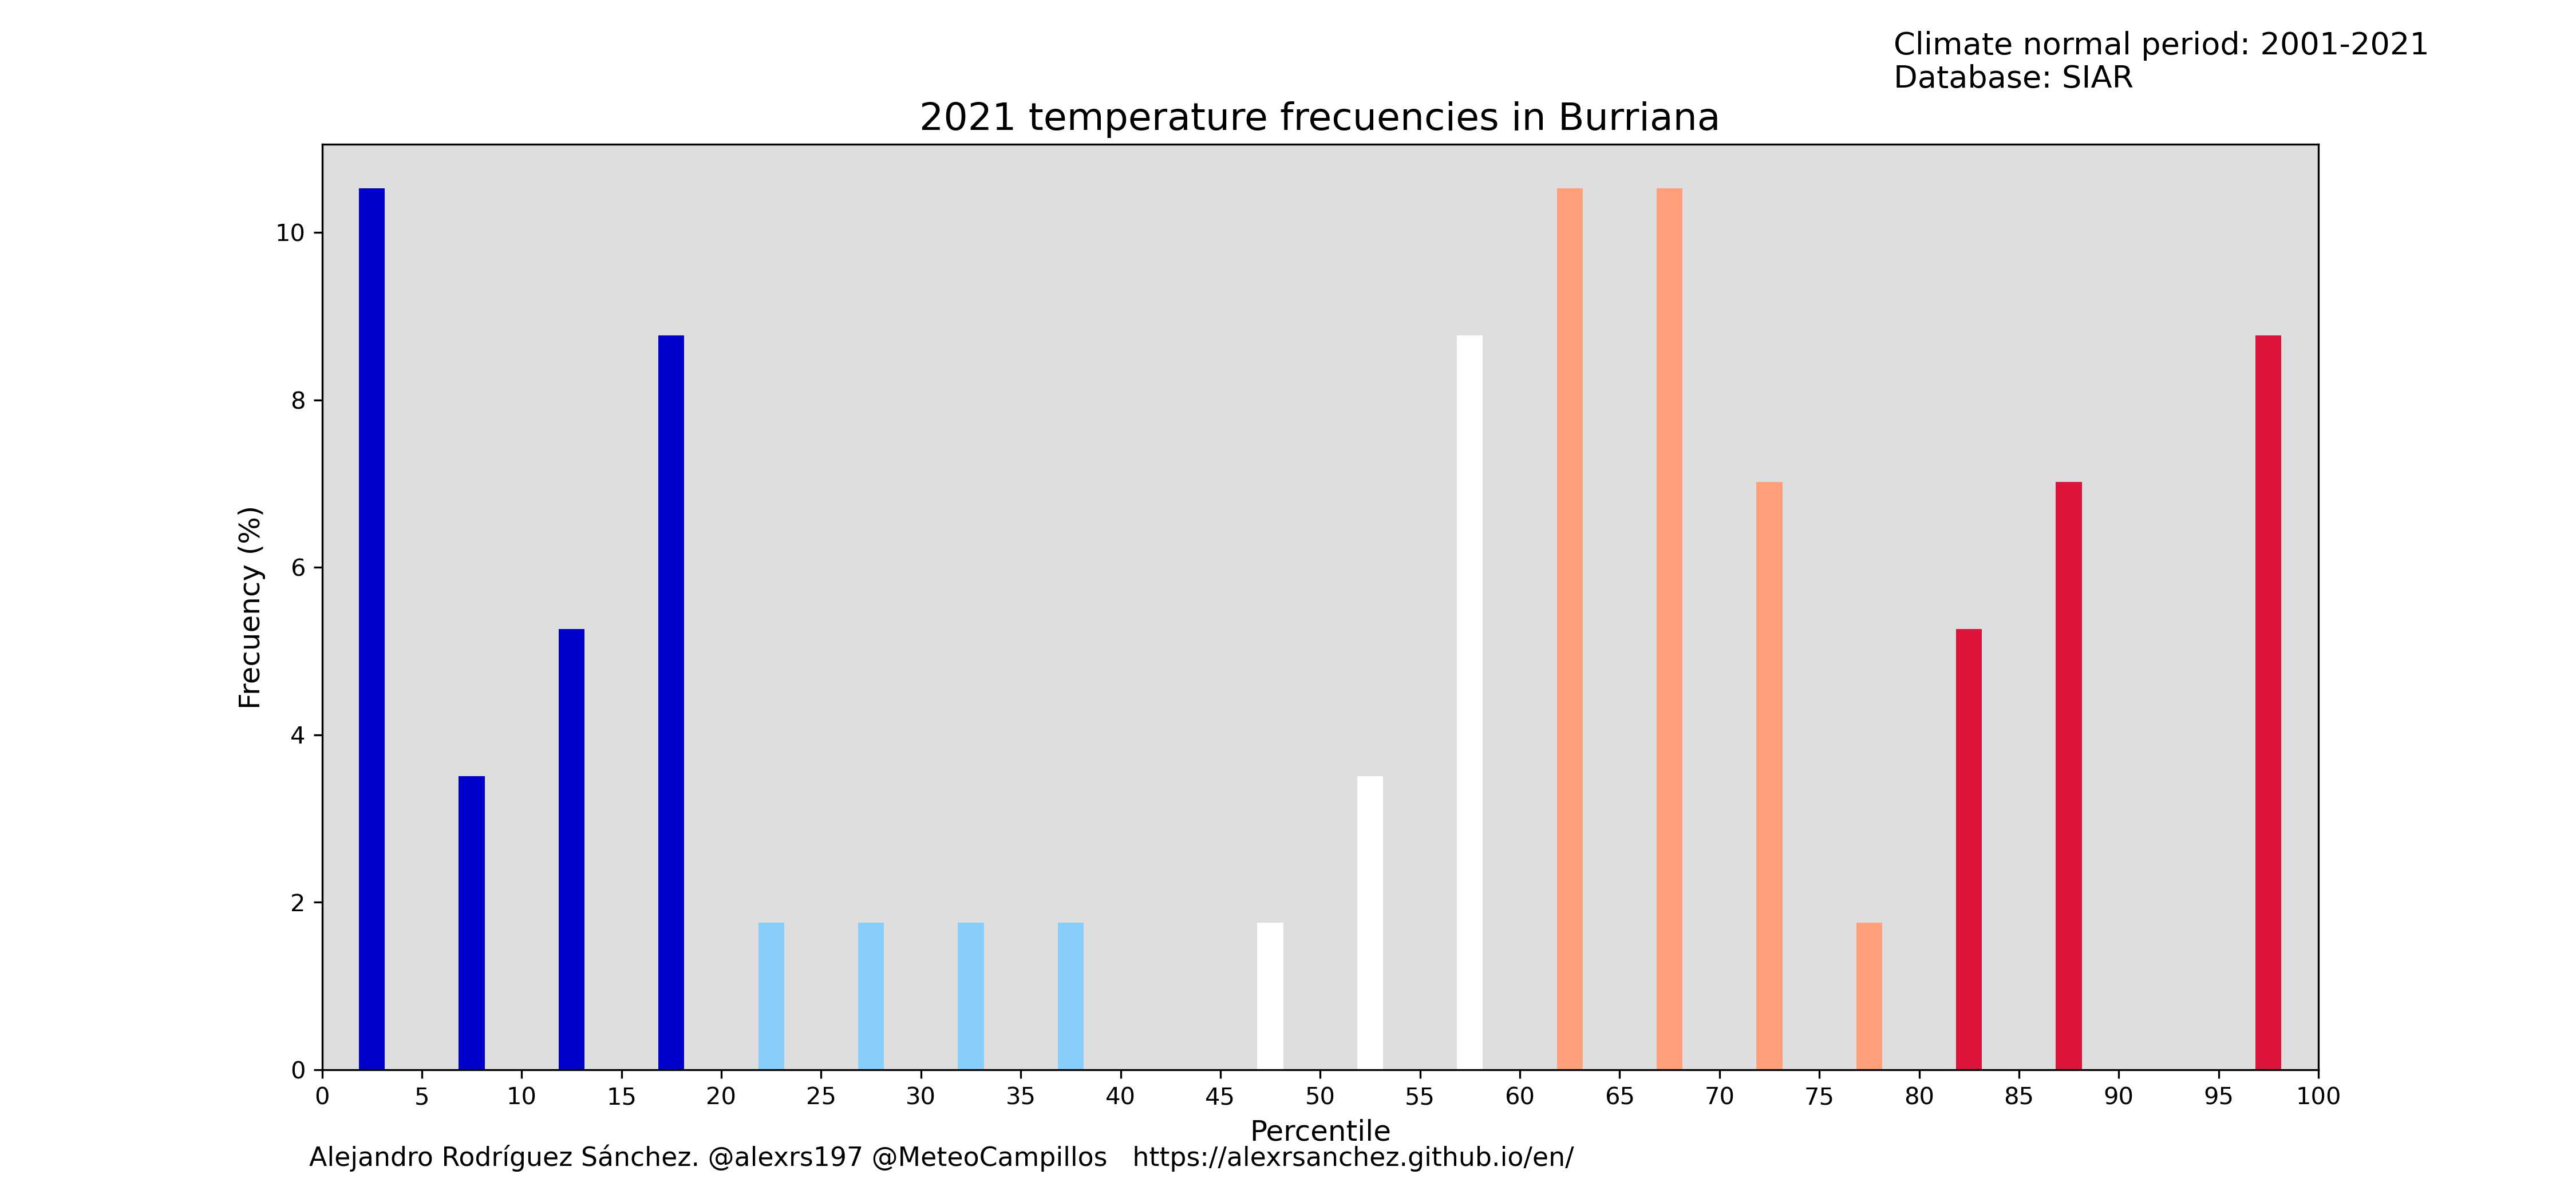 Climate normal period: 2001-2021
Database: SIAR
2021 temperature frecuencies in Burriana
10
8
6
4
2
0
Frecuency (%)
0 5 10 15 20 25 30 35 40 45 50 55 60 65 70 75 80 85 90 95 100
Percentile
Alejandro Rodríguez Sánchez. @alexrs197 @MeteoCampillos https://alexrsanchez.github.io/en/